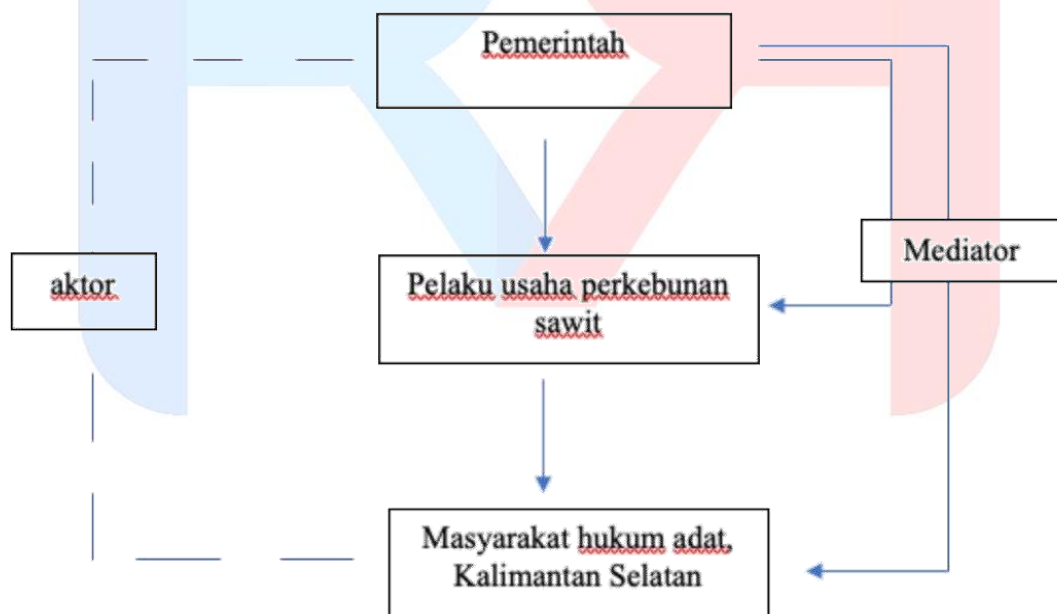 Pemerintah
aktor
Mediator
Pelaku usaha perkebunan
sawit
Masyarakat hukum adat,
Kalimantan Selatan